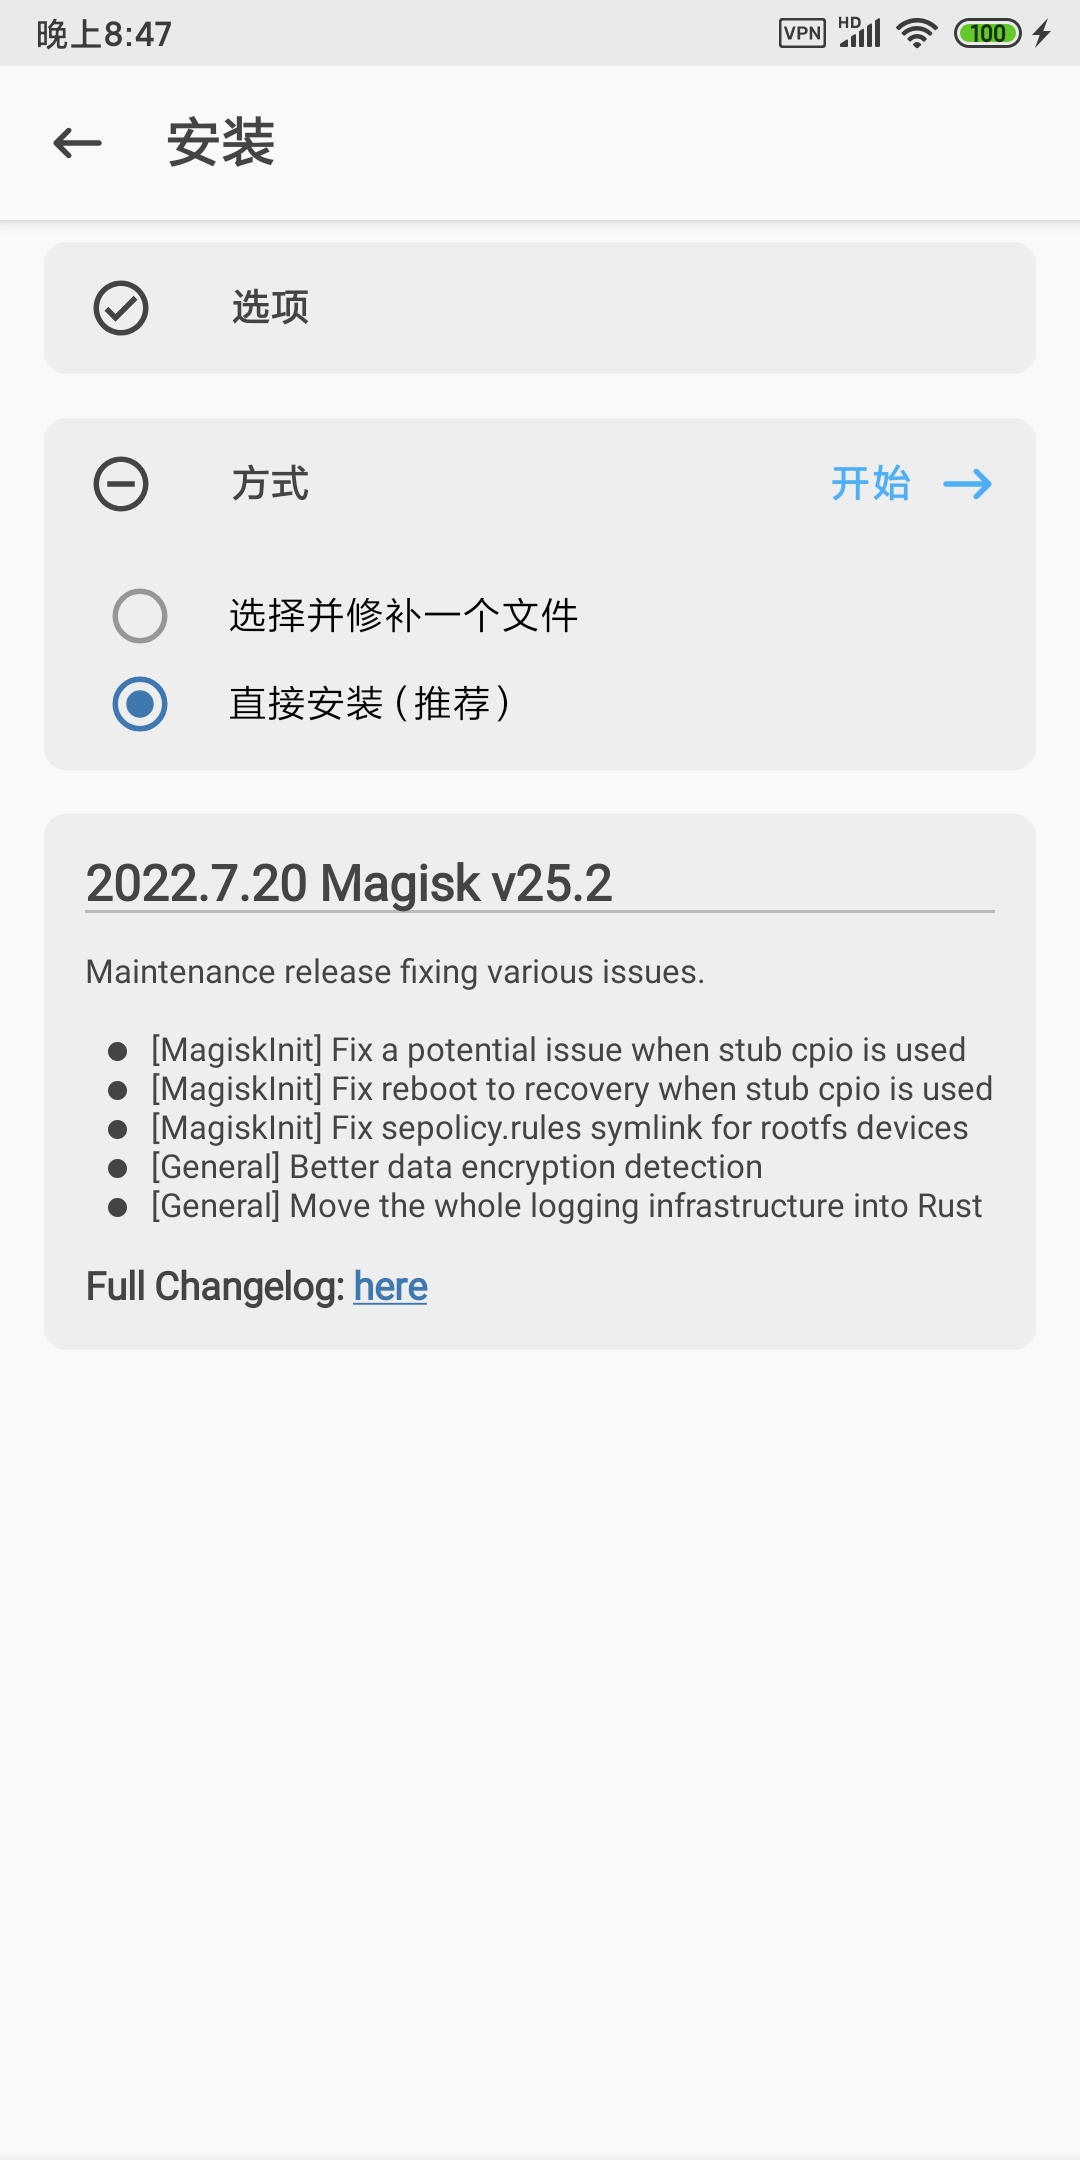 晚上8:47
VPN HD 100
安装
选项
方式 开始
选择并修补一个文件
直接安装（推荐）
2022.7.20 Magisk v25.2
Maintenance release fixing various issues.
[MagiskInit] Fix a potential issue when stub cpio is used
[MagiskInit] Fix reboot to recovery when stub cpio is used
[MagiskInit] Fix sepolicy.rules symlink for rootfs devices
[General] Better data encryption detection
[General] Move the whole logging infrastructure into Rust
Full Changelog: here